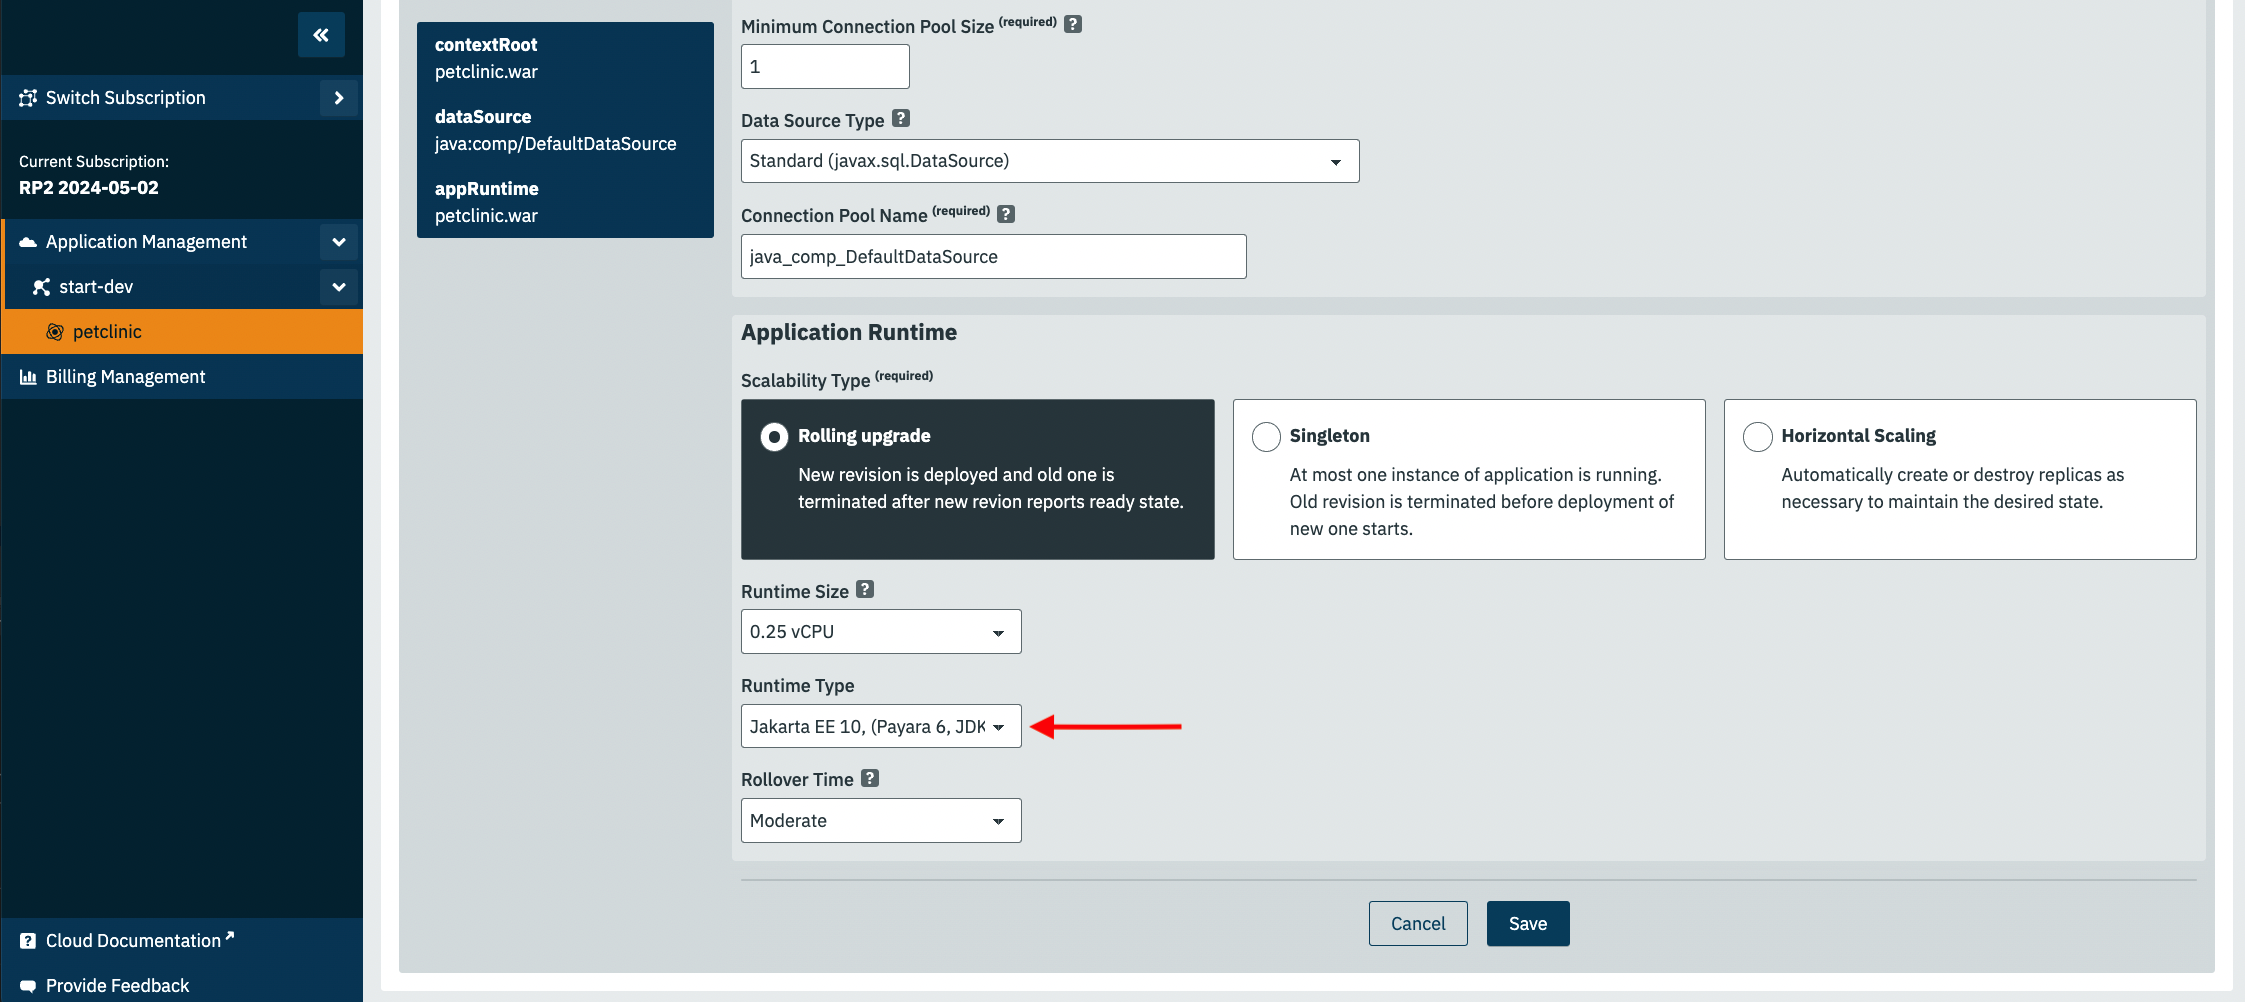 «
Switch Subscription
Current Subscription:
RP2 2024-05-02
Application Management
start-dev
petclinic
Billing Management
Cloud Documentation
Provide Feedback
contextRoot
petclinic.war
dataSource
java:comp/DefaultDataSource
appRuntime
petclinic.war
Minimum Connection Pool Size (required) ?
1
Data Source Type ?
Standard (javax.sql.DataSource)
Connection Pool Name (required) ?
java_comp_DefaultDataSource
Application Runtime
Scalability Type (required)
Rolling upgrade
New revision is deployed and old one is
terminated after new revion reports ready state.
Singleton
At most one instance of application is running.
Old revision is terminated before deployment of
new one starts.
Horizontal Scaling
Automatically create or destroy replicas as
necessary to maintain the desired state.
Runtime Size ?
0.25 vCPU
Runtime Type
Jakarta EE 10, (Payara 6, JDK
Rollover Time ?
Moderate
Cancel
Save